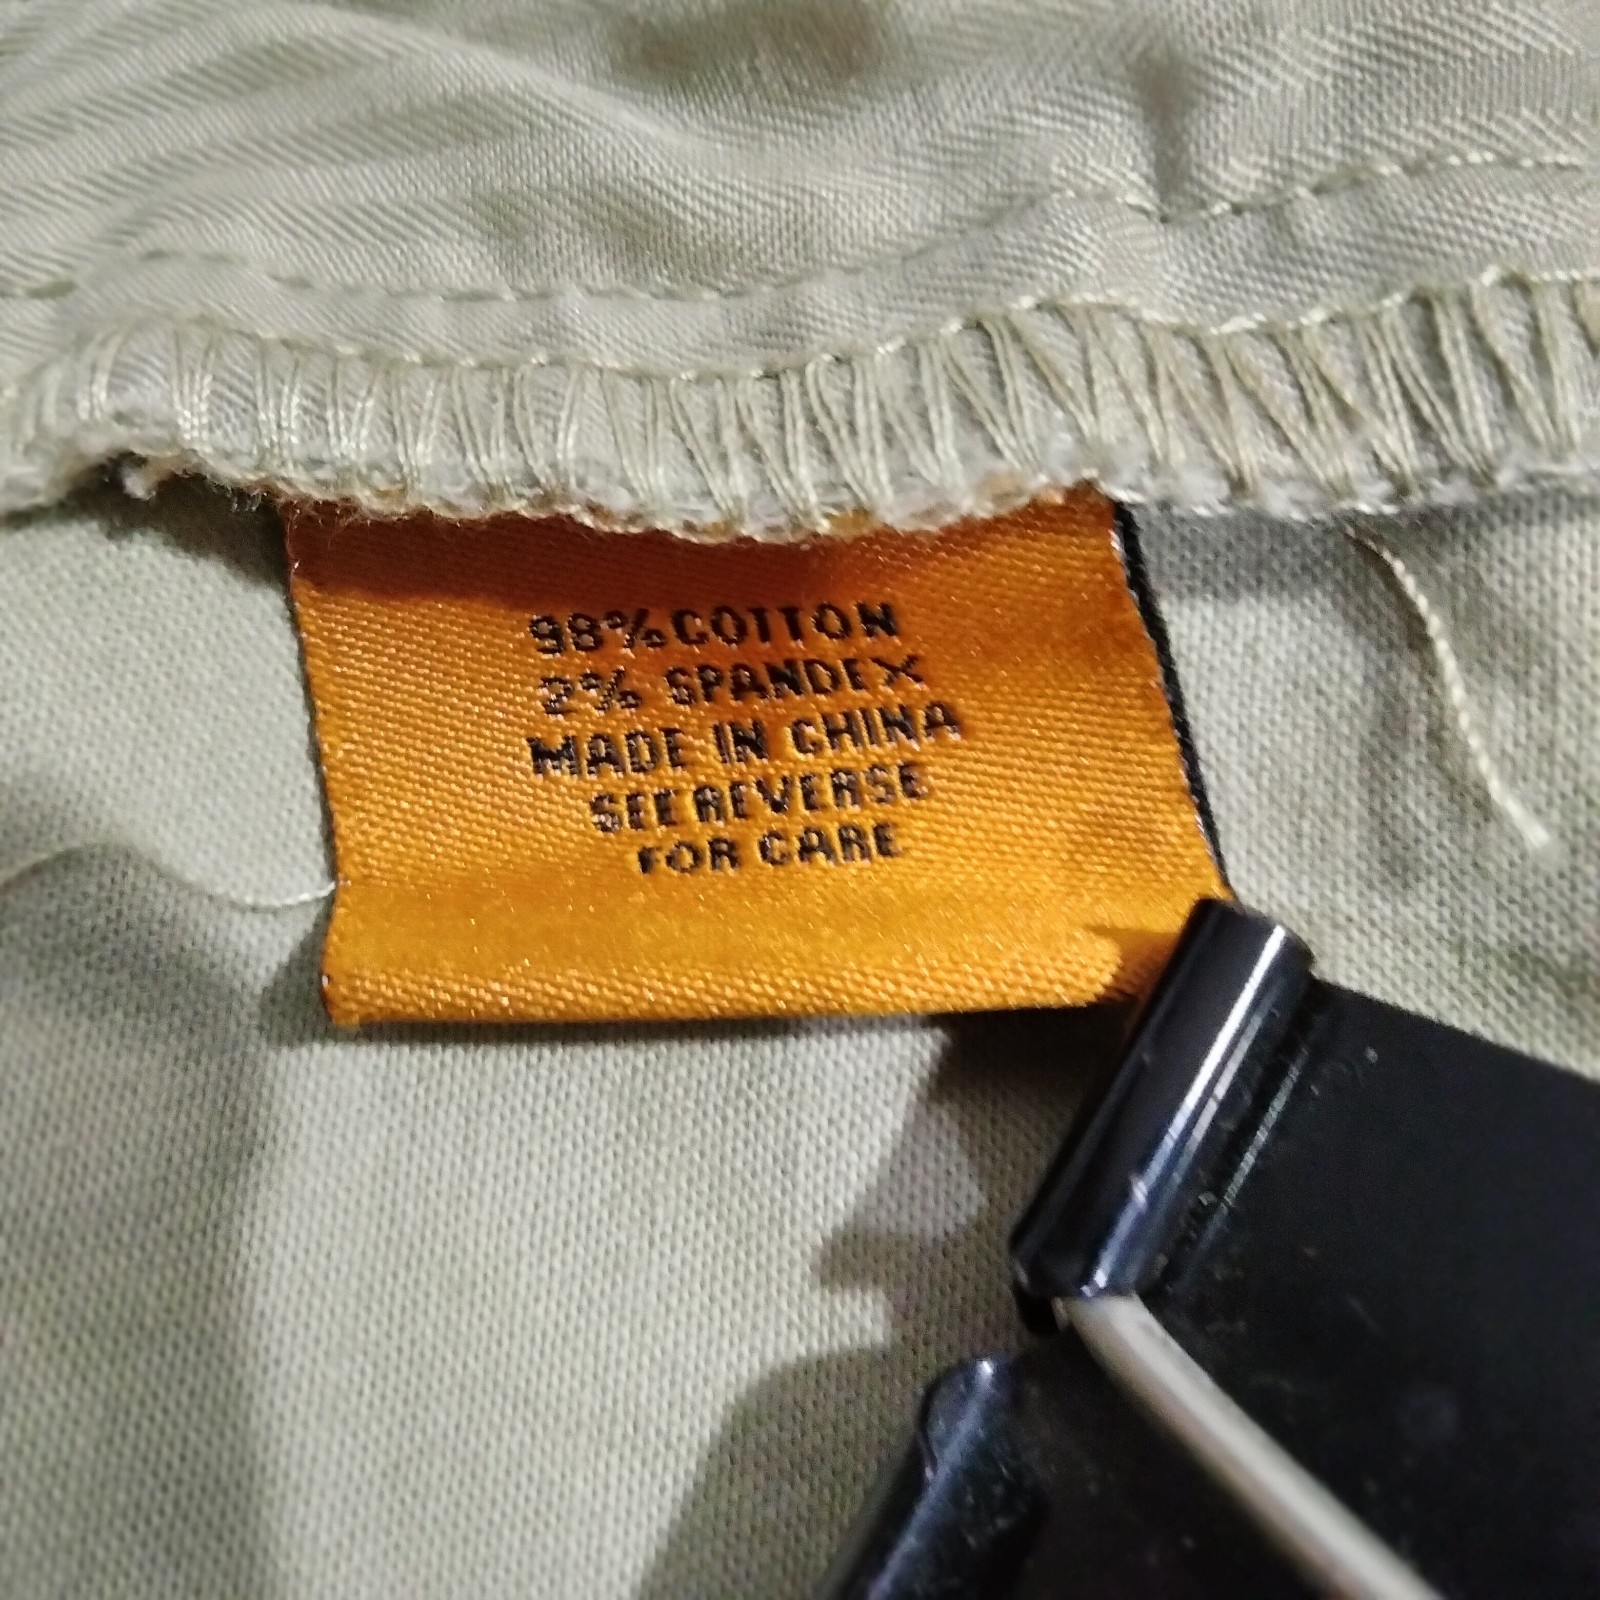 98% COTTON
2% SPANDEX
MADE IN CHINA
SEE REVERSE
FOR CARE